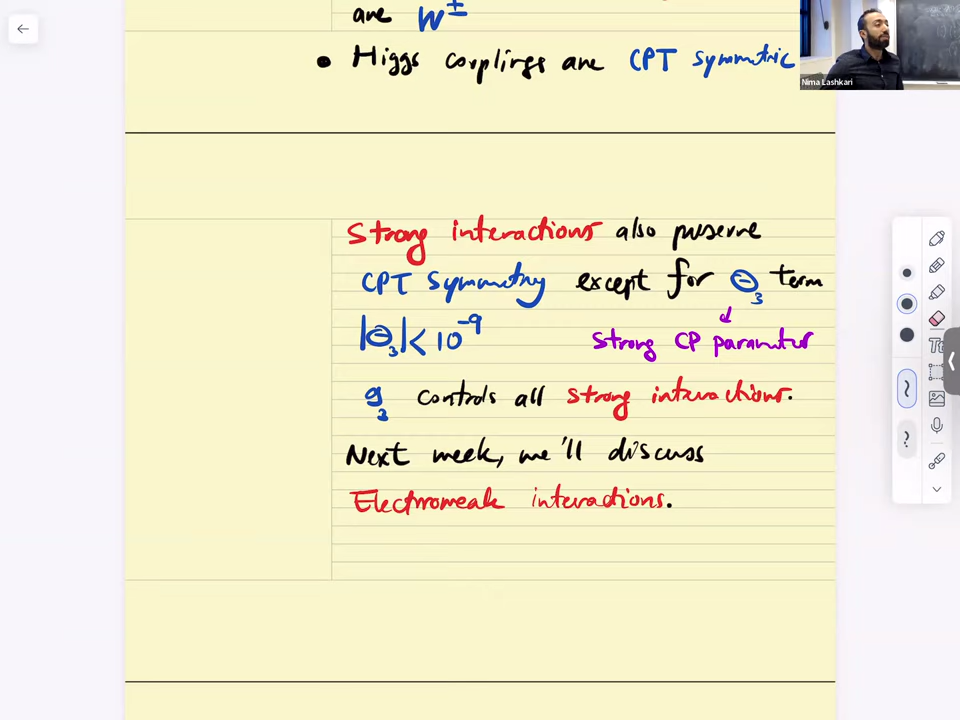 are W±
• Higgs couplings are CPT symmetric
Nima Lashkari
Strong interactions also preserve
CPT Symmetry except for Θ₃ term
|Θ₃| < 10⁻⁹ Strong CP parameter
g₃ controls all strong interactions.
Next week, we'll discuss
Electroweak interactions.